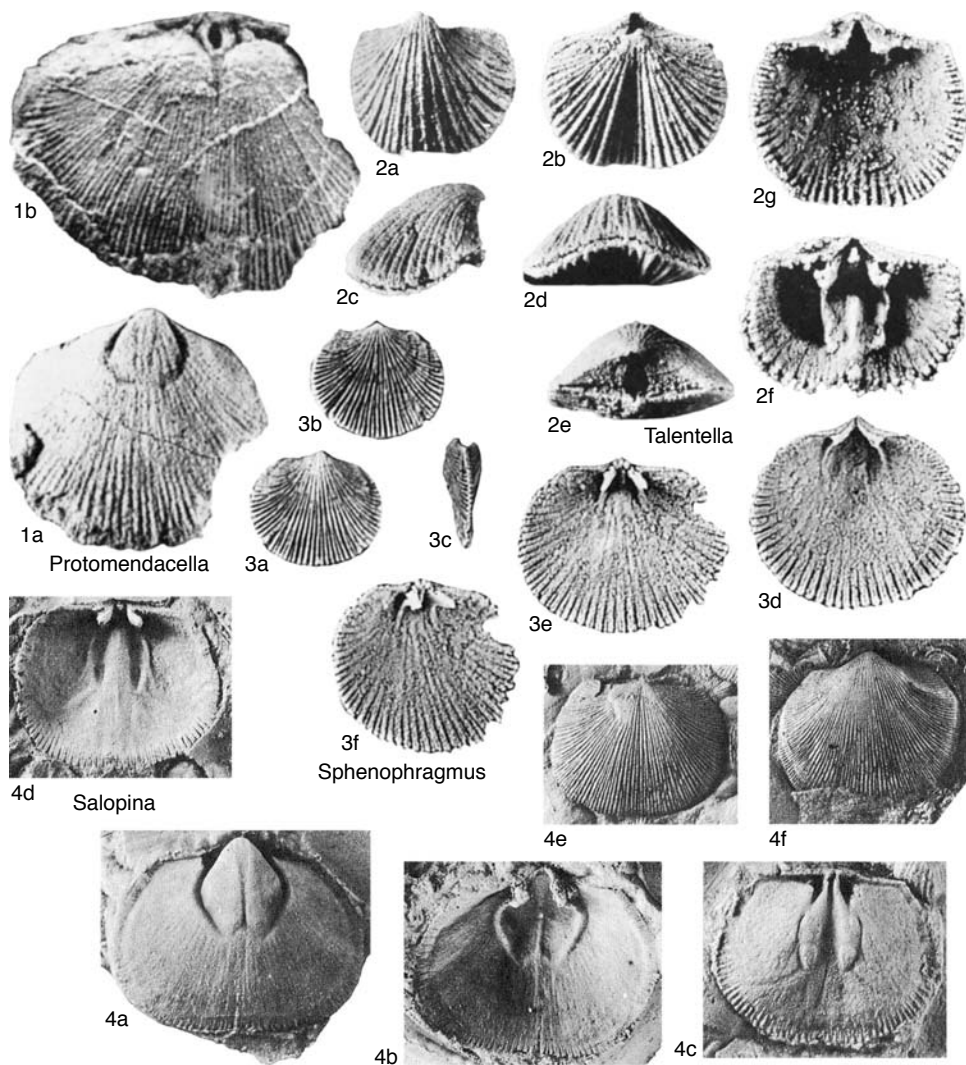 1b
2a
2b
2g
2c
2d
2f
1a
Protomendacella
3b
3a
3c
2e
Talentella
3e
3d
4d
Salopina
3f
Sphenophragmus
4e
4f
4a
4b
4c